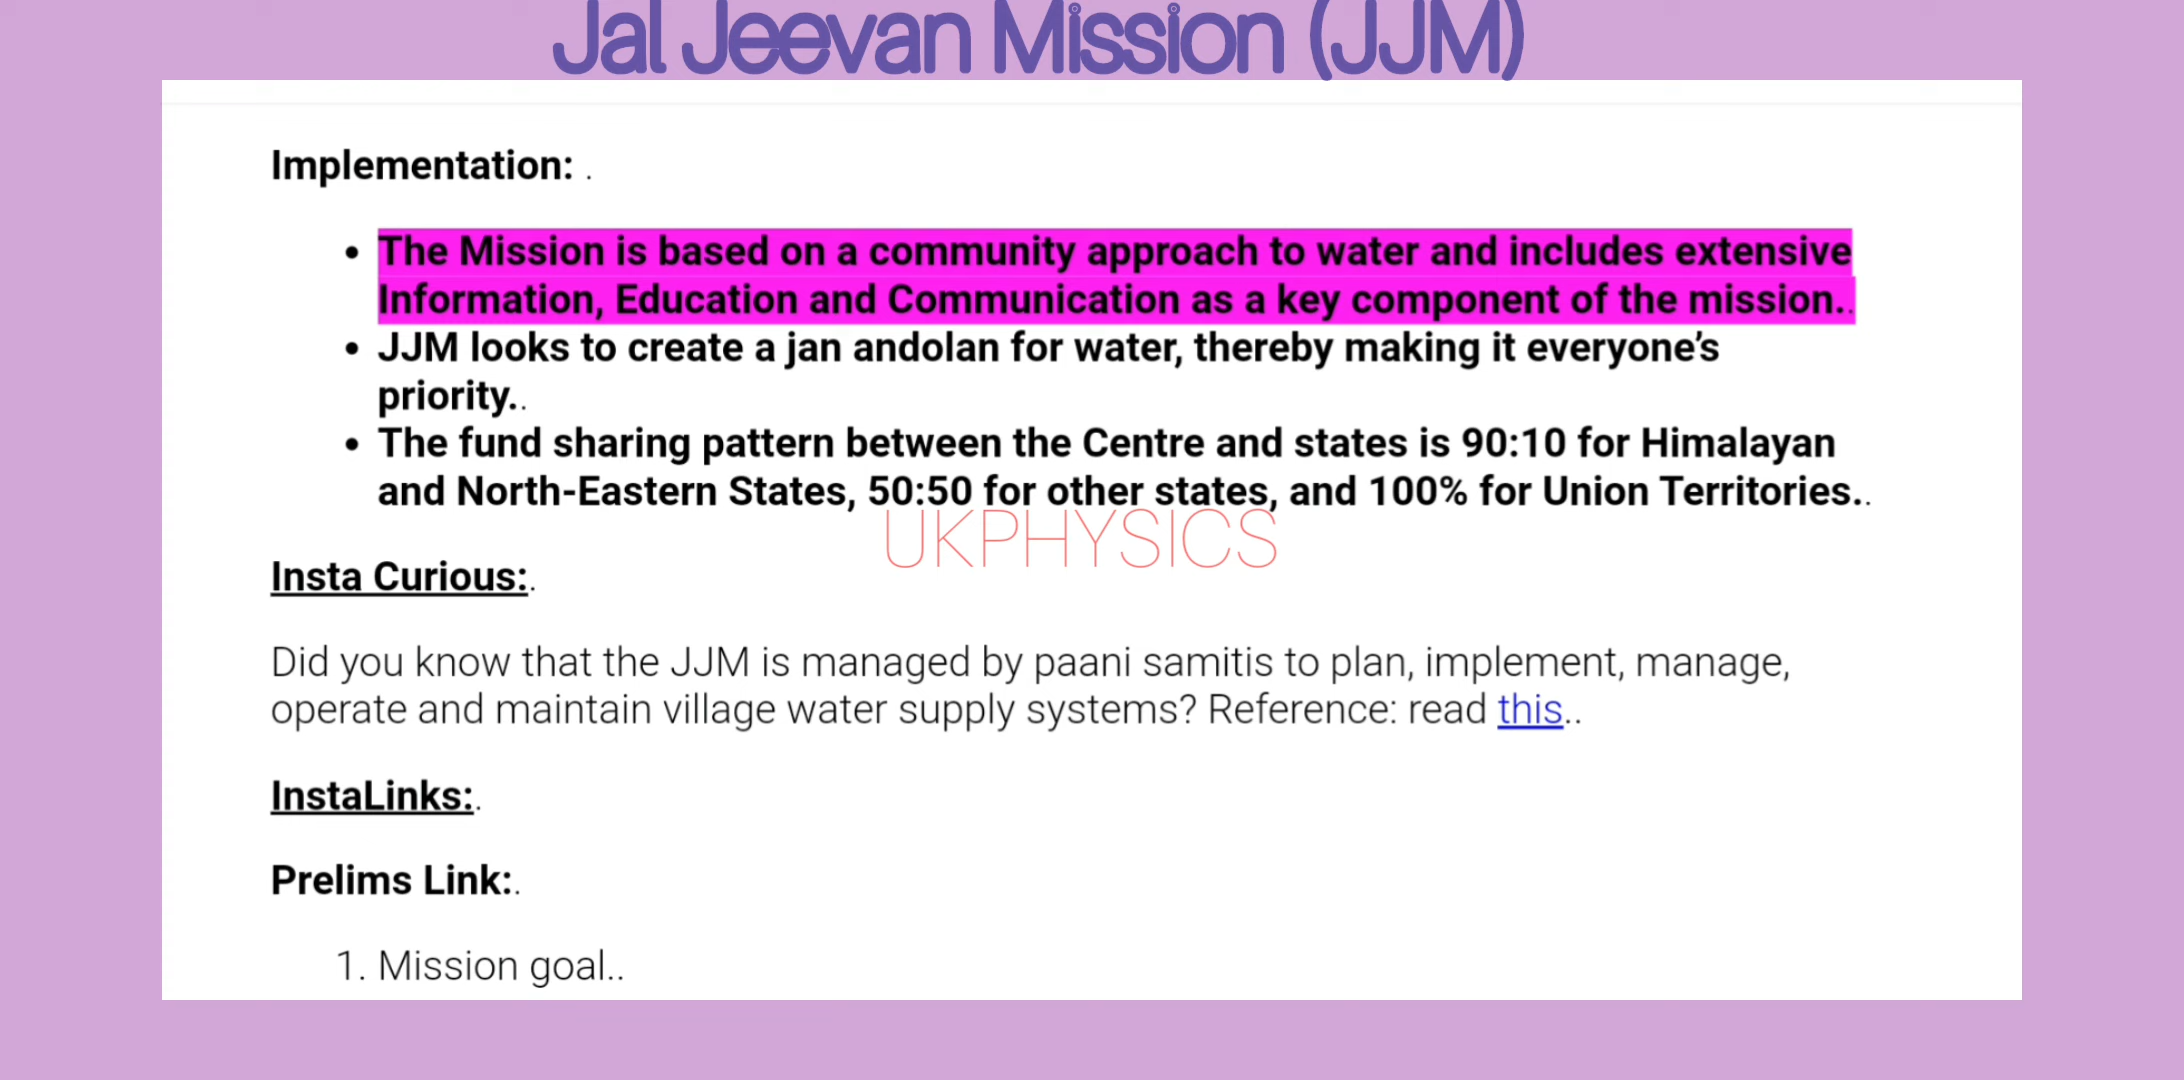 Jal Jeevan Mission (JJM)
Implementation: .
• The Mission is based on a community approach to water and includes extensive
Information, Education and Communication as a key component of the mission..
• JJM looks to create a jan andolan for water, thereby making it everyone’s
priority..
• The fund sharing pattern between the Centre and states is 90:10 for Himalayan
and North-Eastern States, 50:50 for other states, and 100% for Union Territories..
UKPHYSICS
Insta Curious:.
Did you know that the JJM is managed by paani samitis to plan, implement, manage,
operate and maintain village water supply systems? Reference: read this..
InstaLinks:.
Prelims Link:.
1. Mission goal..